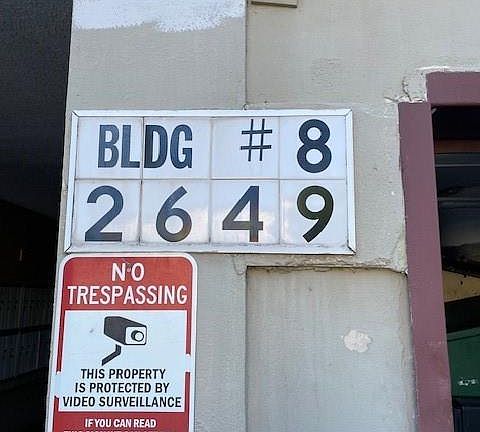 BLDG # 8
2649
NO
TRESPASSING
THIS PROPERTY
IS PROTECTED BY
VIDEO SURVEILLANCE
IF YOU CAN READ